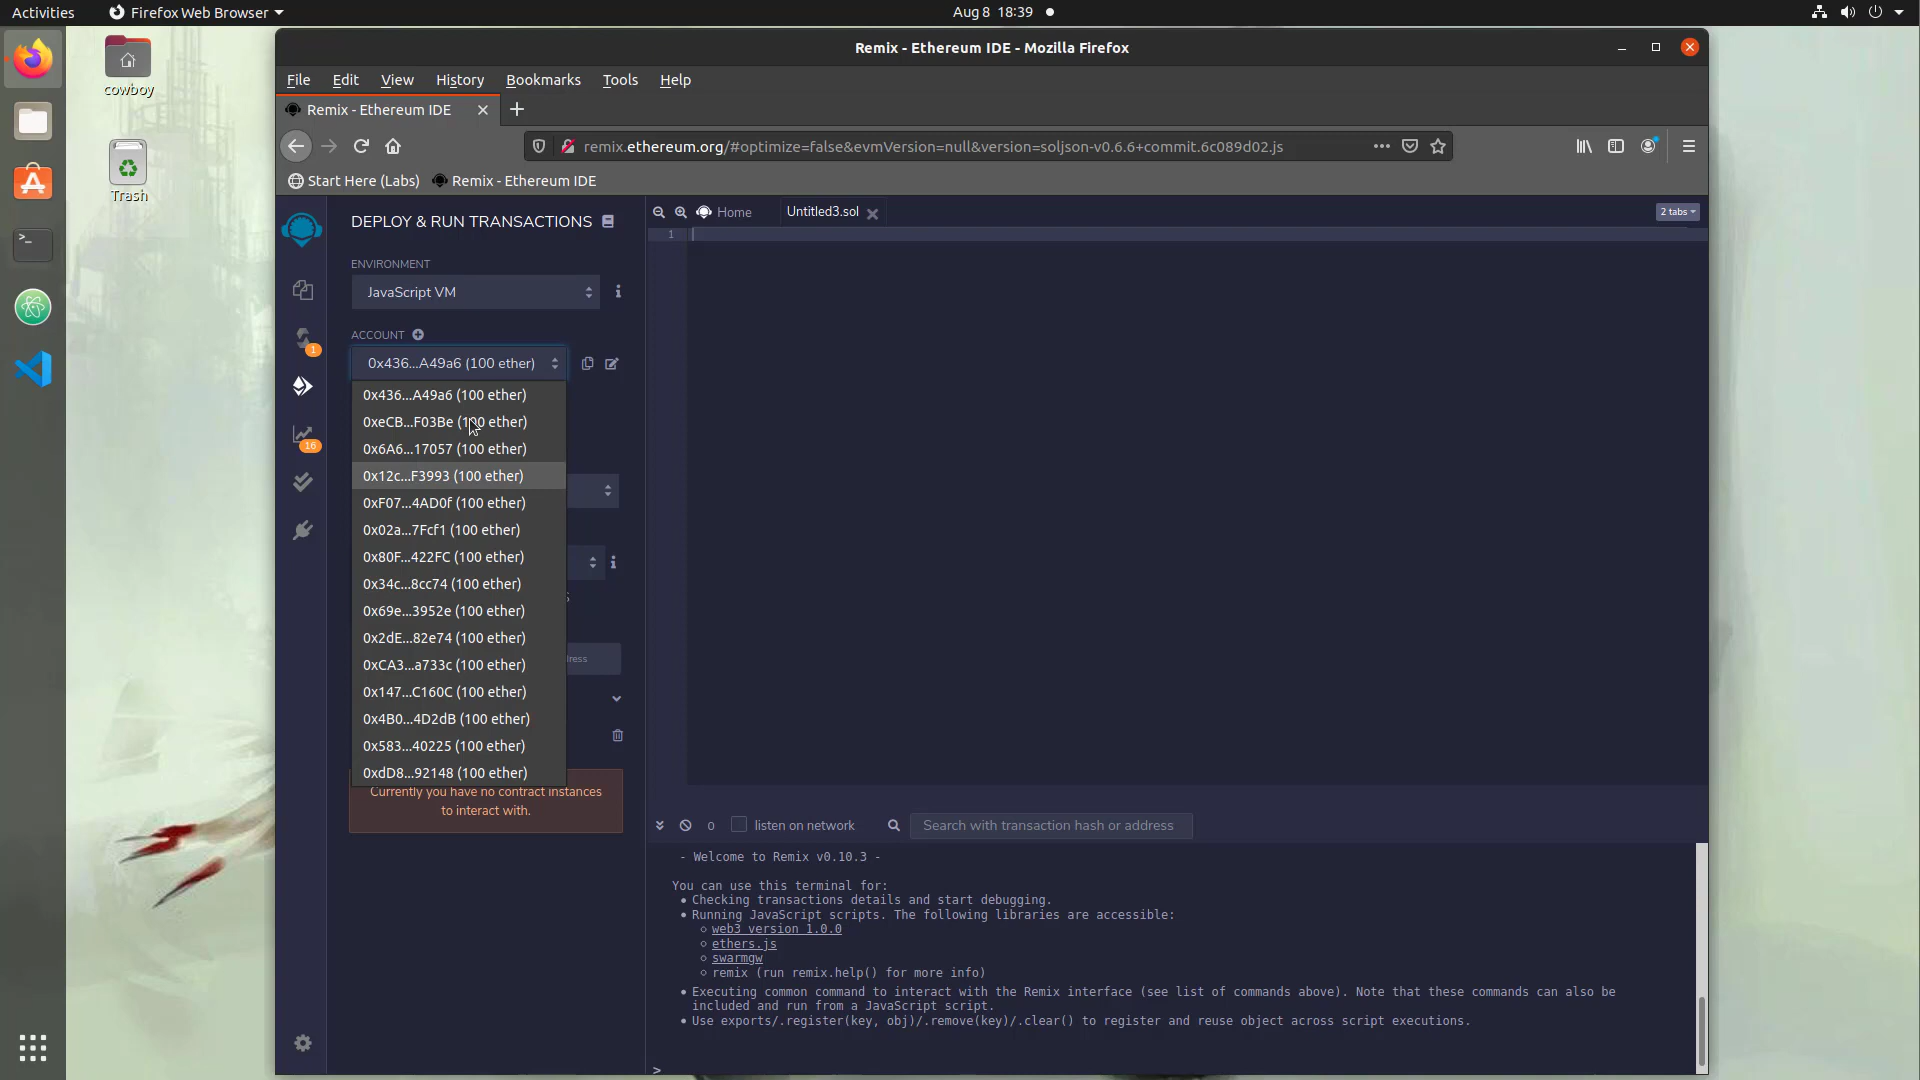 Activities
Firefox Web Browser
Aug 8 18:39
cowboy
Trash
Remix - Ethereum IDE - Mozilla Firefox
File Edit View History Bookmarks Tools Help
Remix - Ethereum IDE
remix.ethereum.org/#optimize=false&evmVersion=null&version=soljson-v0.6.6+commit.6c089d02.js
Start Here (Labs)
Remix - Ethereum IDE
DEPLOY & RUN TRANSACTIONS
ENVIRONMENT
JavaScript VM
ACCOUNT
0x436...A49a6 (100 ether)
0x436...A49a6 (100 ether)
0xeCB...F03Be (100 ether)
0x6A6...17057 (100 ether)
0x12c...F3993 (100 ether)
0xF07...4AD0f (100 ether)
0x02a...7Fcf1 (100 ether)
0x80F...422FC (100 ether)
0x34c...8cc74 (100 ether)
0x69e...3952e (100 ether)
0x2dE...82e74 (100 ether)
0xCA3...a733c (100 ether)
0x147...C160C (100 ether)
0x4B0...4D2dB (100 ether)
0x583...40225 (100 ether)
0xdD8...92148 (100 ether)
Currently you have no contract instances
to interact with.
1
16
Home
Untitled3.sol
2 tabs
1
0
listen on network
Search with transaction hash or address
- Welcome to Remix v0.10.3 -
You can use this terminal for:
Checking transactions details and start debugging.
Running JavaScript scripts. The following libraries are accessible:
web3 version 1.0.0
ethers.js
swarmgw
remix (run remix.help() for more info)
Executing common command to interact with the Remix interface (see list of commands above). Note that these commands can also be
included and run from a JavaScript script.
Use exports/.register(key, obj)/.remove(key)/.clear() to register and reuse object across script executions.
>